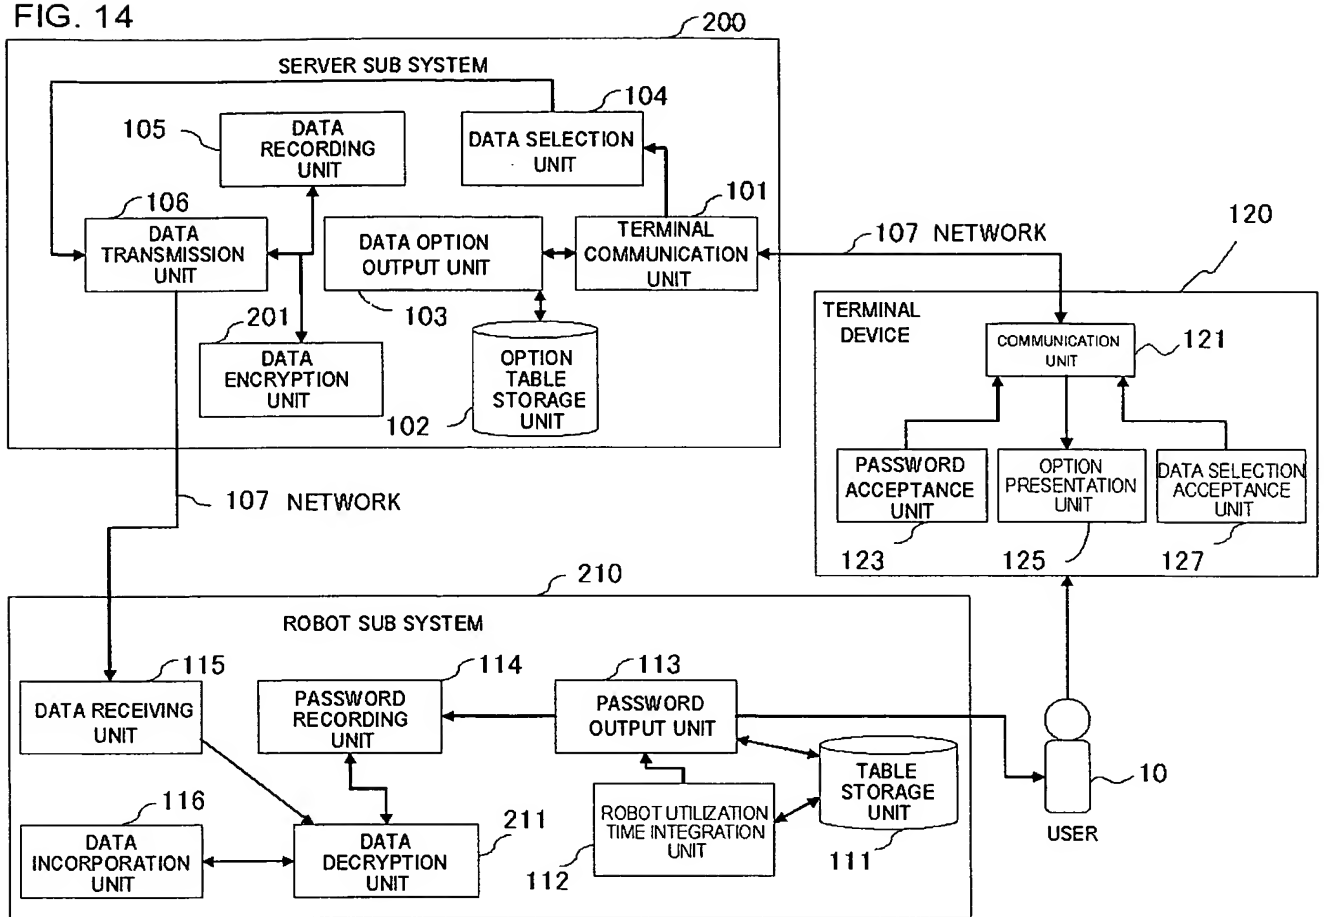 FIG. 14
200
SERVER SUB SYSTEM
104
DATA SELECTION
UNIT
105
DATA
RECORDING
UNIT
106
DATA
TRANSMISSION
UNIT
DATA OPTION
OUTPUT UNIT
103
101
TERMINAL
COMMUNICATION
UNIT
201
DATA
ENCRYPTION
UNIT
OPTION
TABLE
STORAGE
UNIT
102
107 NETWORK
120
TERMINAL
DEVICE
COMMUNICATION
UNIT
121
PASSWORD
ACCEPTANCE
UNIT
123
OPTION
PRESENTATION
UNIT
125
DATA SELECTION
ACCEPTANCE
UNIT
127
107 NETWORK
210
ROBOT SUB SYSTEM
115
DATA RECEIVING
UNIT
114
PASSWORD
RECORDING
UNIT
113
PASSWORD
OUTPUT UNIT
TABLE
STORAGE
UNIT
111
116
DATA
INCORPORATION
UNIT
DATA
DECRYPTION
UNIT
211
ROBOT UTILIZATION
TIME INTEGRATION
UNIT
112
10
USER